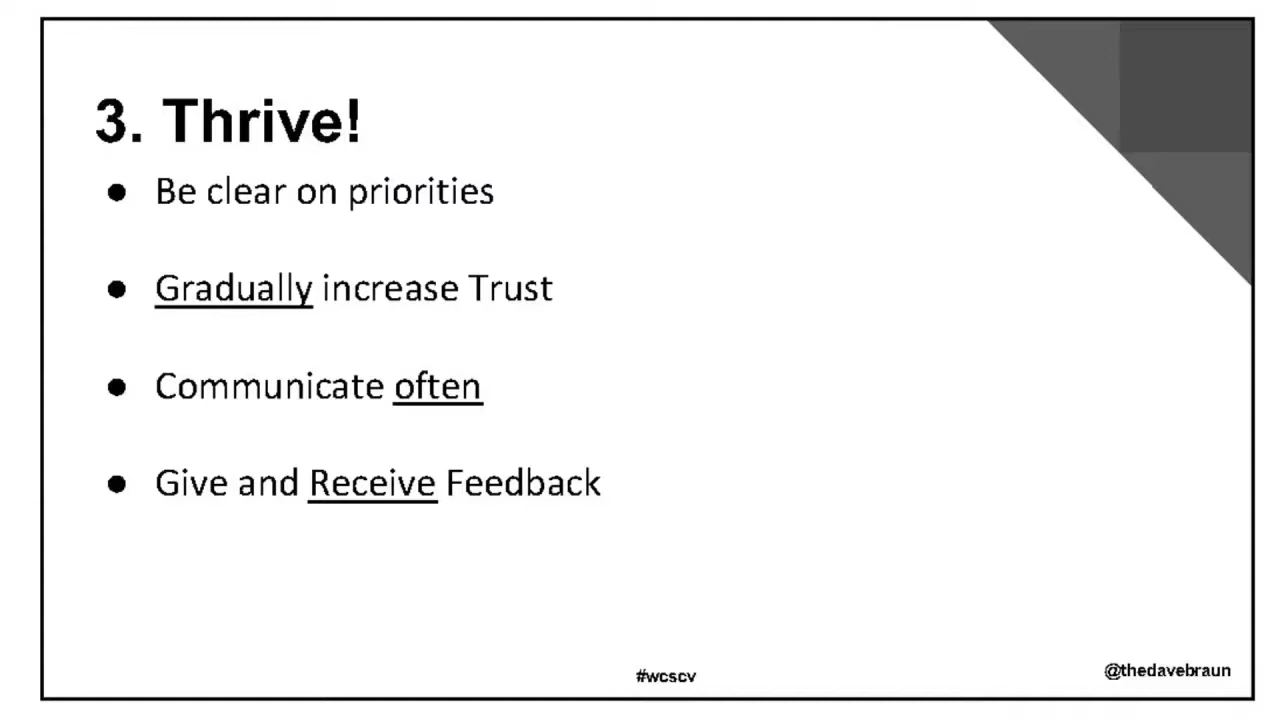 3. Thrive!
● Be clear on priorities
● Gradually increase Trust
● Communicate often
● Give and Receive Feedback
#wcscv
@thedavebraun